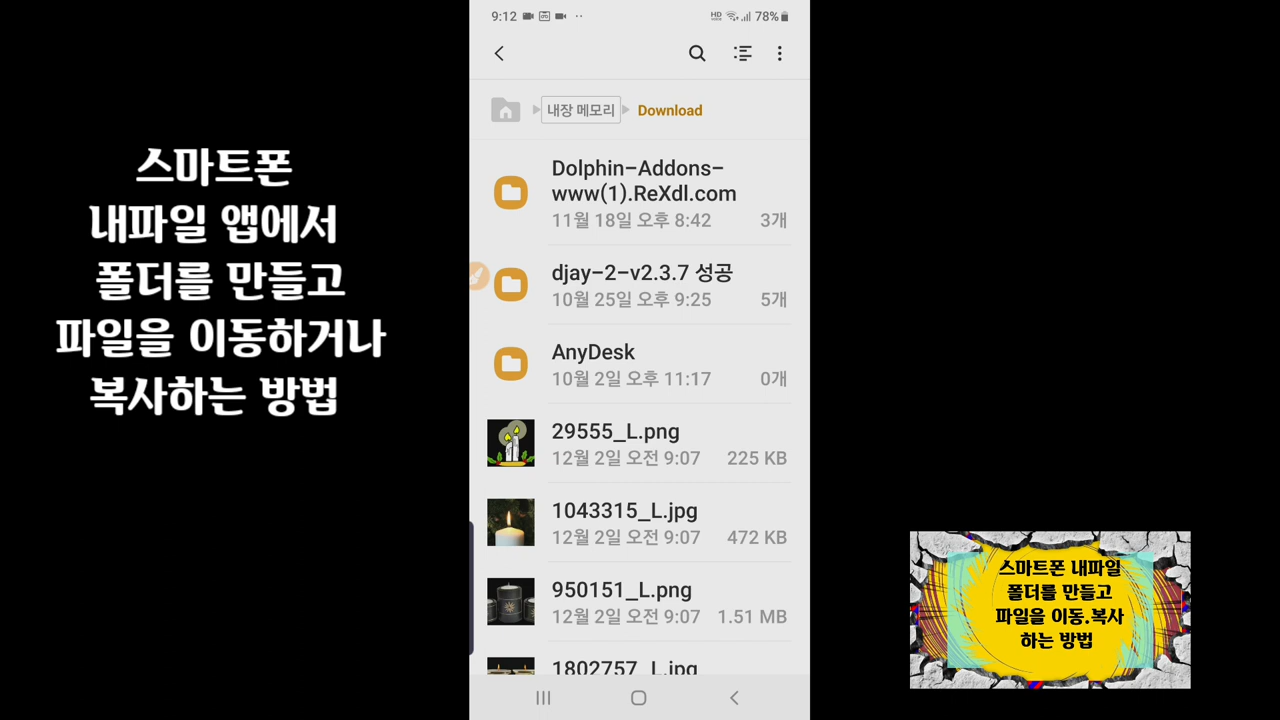 스마트폰
내파일 앱에서
폴더를 만들고
파일을 이동하거나
복사하는 방법
9:12
HD
78%
내장 메모리
Download
Dolphin-Addons-
www(1).ReXdl.com
11월 18일 오후 8:42 3개
djay-2-v2.3.7 성공
10월 25일 오후 9:25 5개
AnyDesk
10월 2일 오후 11:17 0개
29555_L.png
12월 2일 오전 9:07 225 KB
1043315_L.jpg
12월 2일 오전 9:07 472 KB
950151_L.png
12월 2일 오전 9:07 1.51 MB
1802757_L.jpg
스마트폰 내파일
폴더를 만들고
파일을 이동.복사
하는 방법